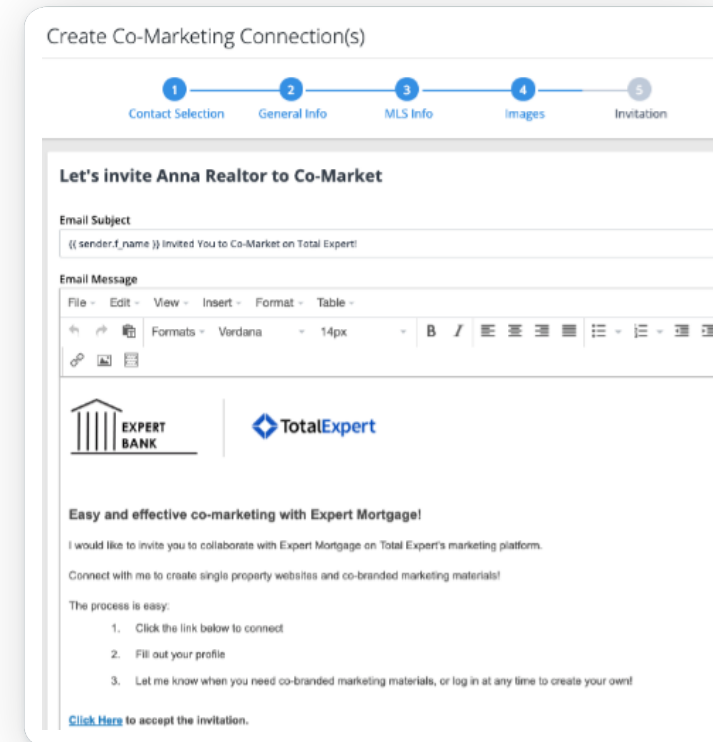 Create Co-Marketing Connection(s)
1 2 3 4 5
Contact Selection General Info MLS Info Images Invitation
Let's invite Anna Realtor to Co-Market
Email Subject
{{ sender.f_name }} Invited You to Co-Market on Total Expert!
Email Message
File Edit View Insert Format Table
Formats Verdana 14px B I
EXPERT
BANK
TotalExpert
Easy and effective co-marketing with Expert Mortgage!
I would like to invite you to collaborate with Expert Mortgage on Total Expert's marketing platform.
Connect with me to create single property websites and co-branded marketing materials!
The process is easy:
1. Click the link below to connect
2. Fill out your profile
3. Let me know when you need co-branded marketing materials, or log in at any time to create your own!
Click Here to accept the invitation.